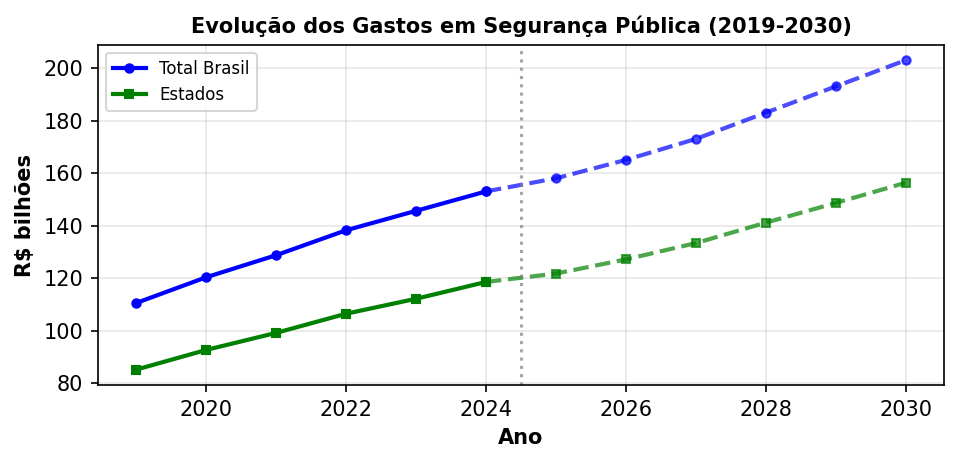 Evolução dos Gastos em Segurança Pública (2019-2030)
Total Brasil
Estados
R$ bilhões
200
180
160
140
120
100
80
2020 2022 2024 2026 2028 2030
Ano